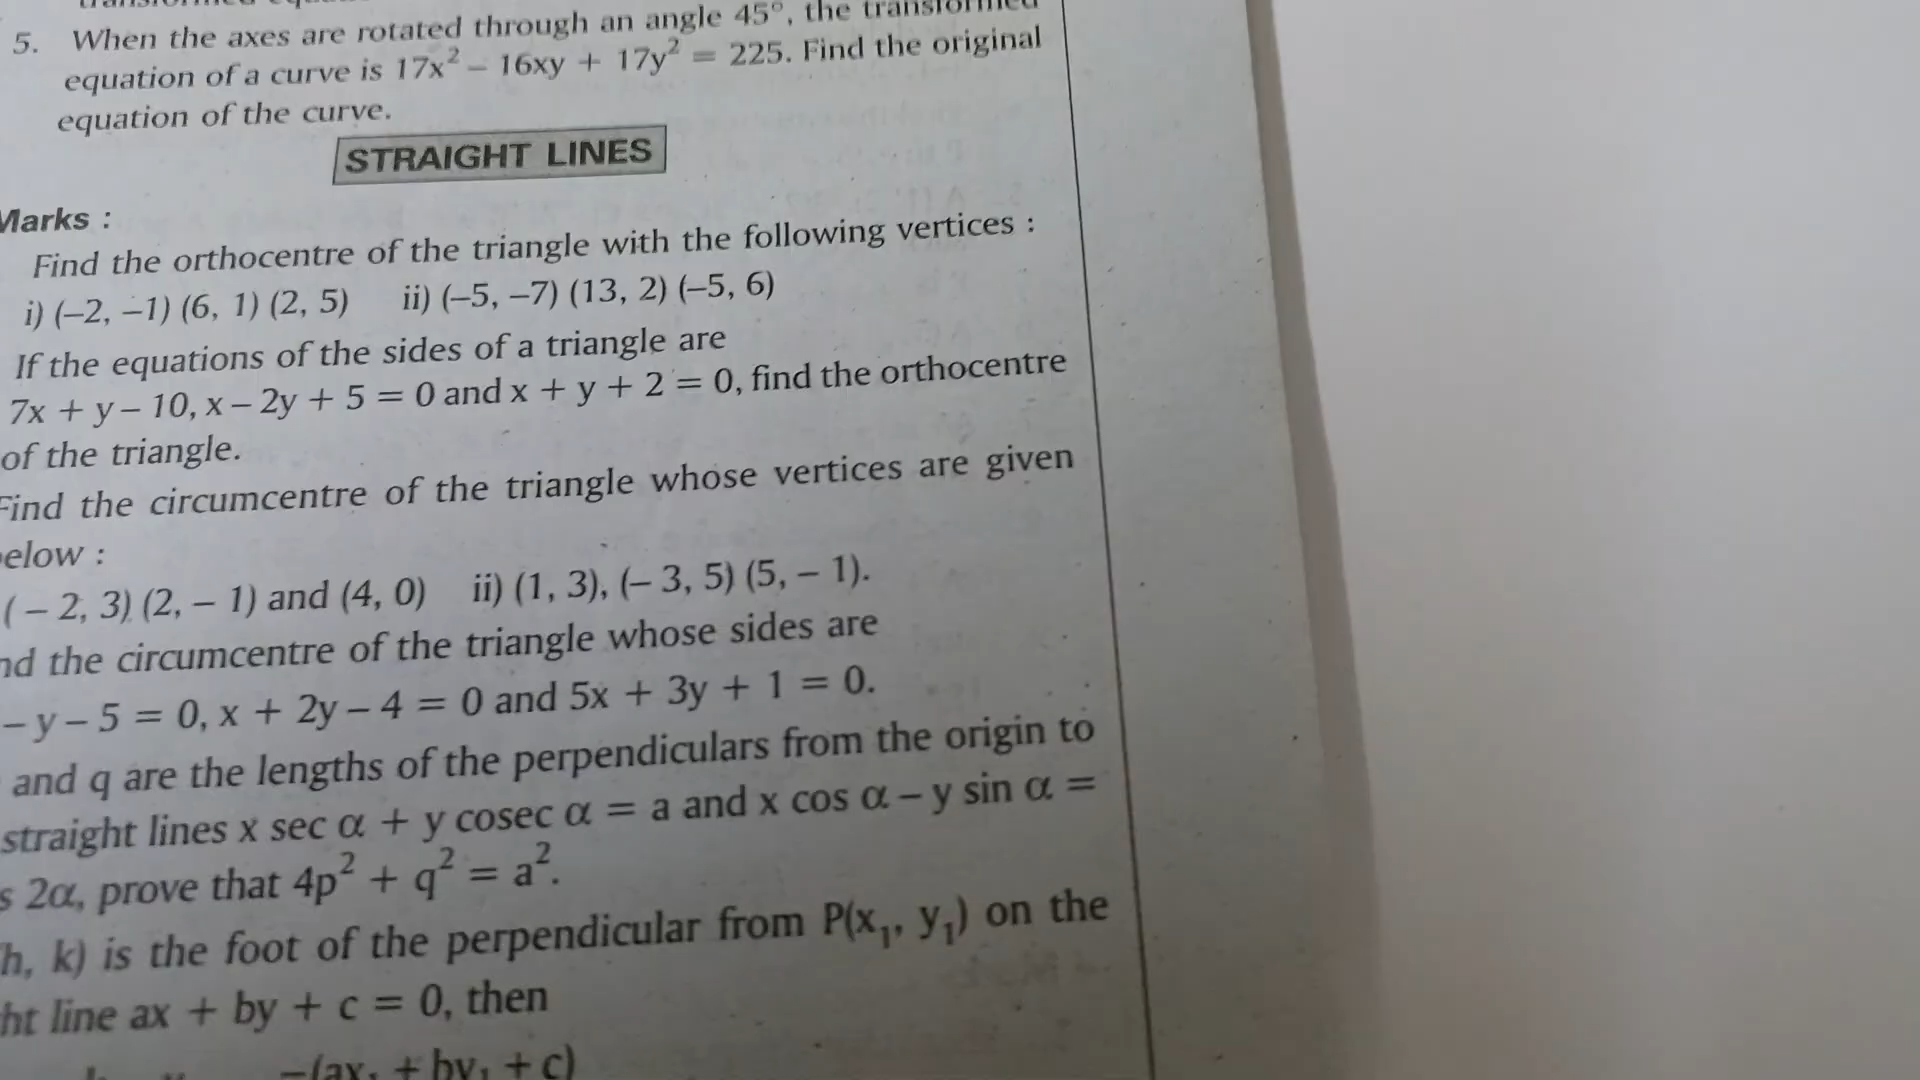 5. When the axes are rotated through an angle 45°, the transformed
equation of a curve is 17x² – 16xy + 17y² = 225. Find the original
equation of the curve.
STRAIGHT LINES
Marks :
Find the orthocentre of the triangle with the following vertices :
i) (–2, –1) (6, 1) (2, 5) ii) (–5, –7) (13, 2) (–5, 6)
If the equations of the sides of a triangle are
7x + y – 10, x – 2y + 5 = 0 and x + y + 2 = 0, find the orthocentre
of the triangle.
Find the circumcentre of the triangle whose vertices are given
below :
(– 2, 3) (2, – 1) and (4, 0) ii) (1, 3), (– 3, 5) (5, – 1).
the circumcentre of the triangle whose sides are
– y – 5 = 0, x + 2y – 4 = 0 and 5x + 3y + 1 = 0.
and q are the lengths of the perpendiculars from the origin to
straight lines x sec α + y cosec α = a and x cos α – y sin α =
2α, prove that 4p² + q² = a².
h, k) is the foot of the perpendicular from P(x₁, y₁) on the
line ax + by + c = 0, then
–(ax₁ + by₁ + c)